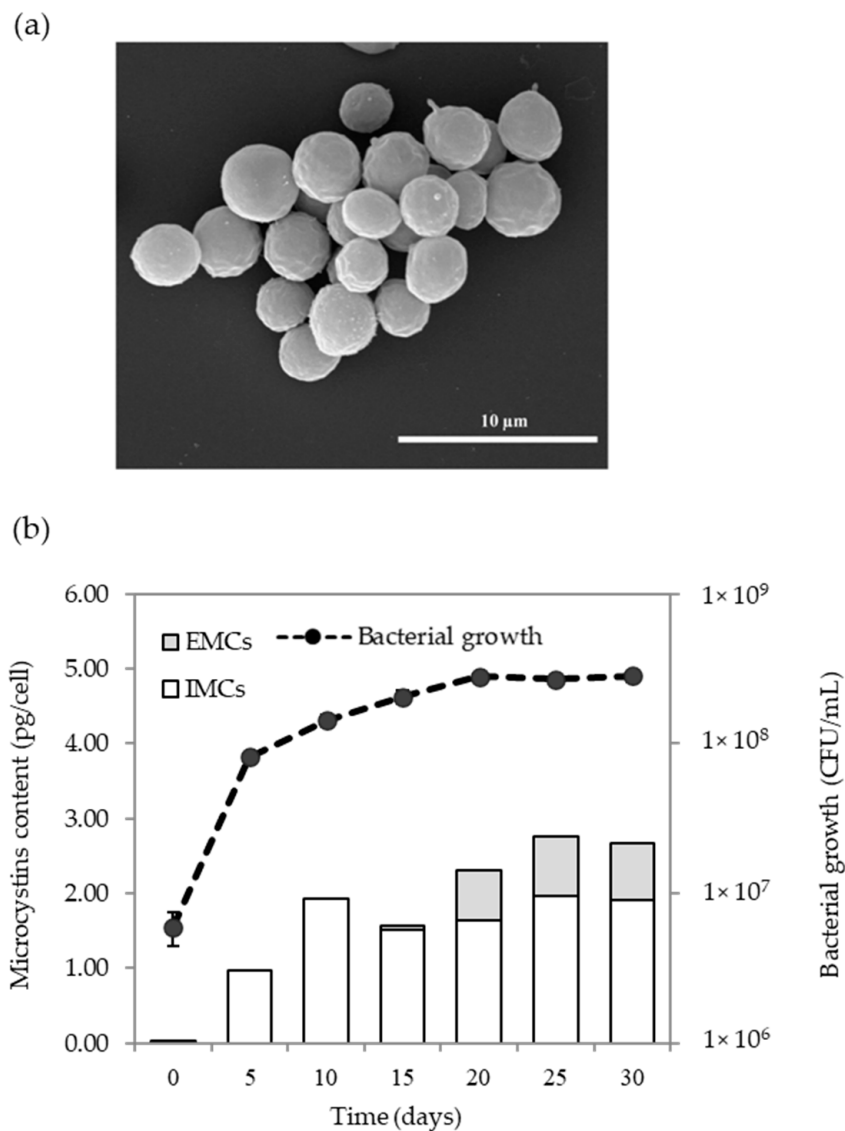 (a)
10 µm
(b)
Microcystins content (pg/cell)
6.00
5.00
4.00
3.00
2.00
1.00
0.00
EMCs
Bacterial growth
IMCs
1×10⁹
1×10⁸
1×10⁷
1×10⁶
Bacterial growth (CFU/mL)
0 5 10 15 20 25 30
Time (days)